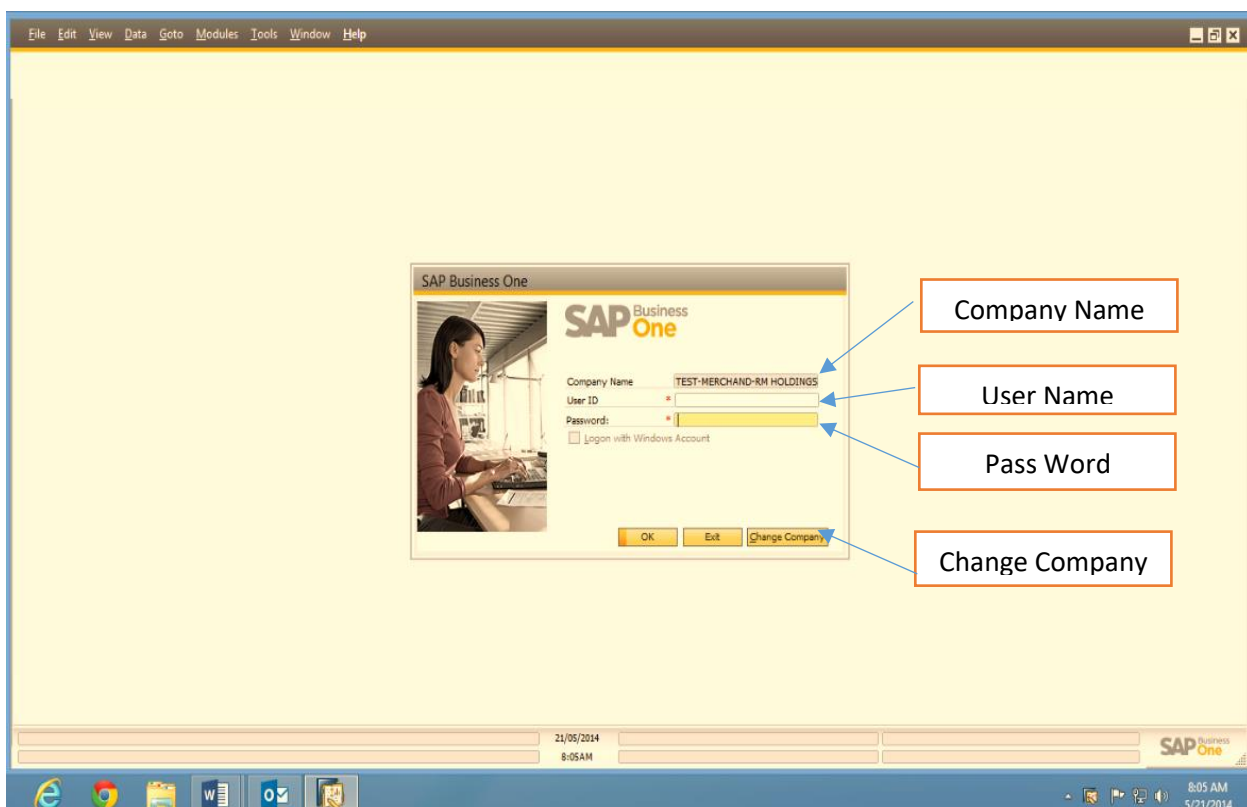 File Edit View Data Goto Modules Tools Window Help
SAP Business One
SAP Business One
Company Name TEST-MERCHAND-RM HOLDINGS
User ID *
Password: *
Logon with Windows Account
OK Exit Change Company
Company Name
User Name
Pass Word
Change Company
21/05/2014
8:05AM
SAP Business One
8:05 AM
5/21/2014